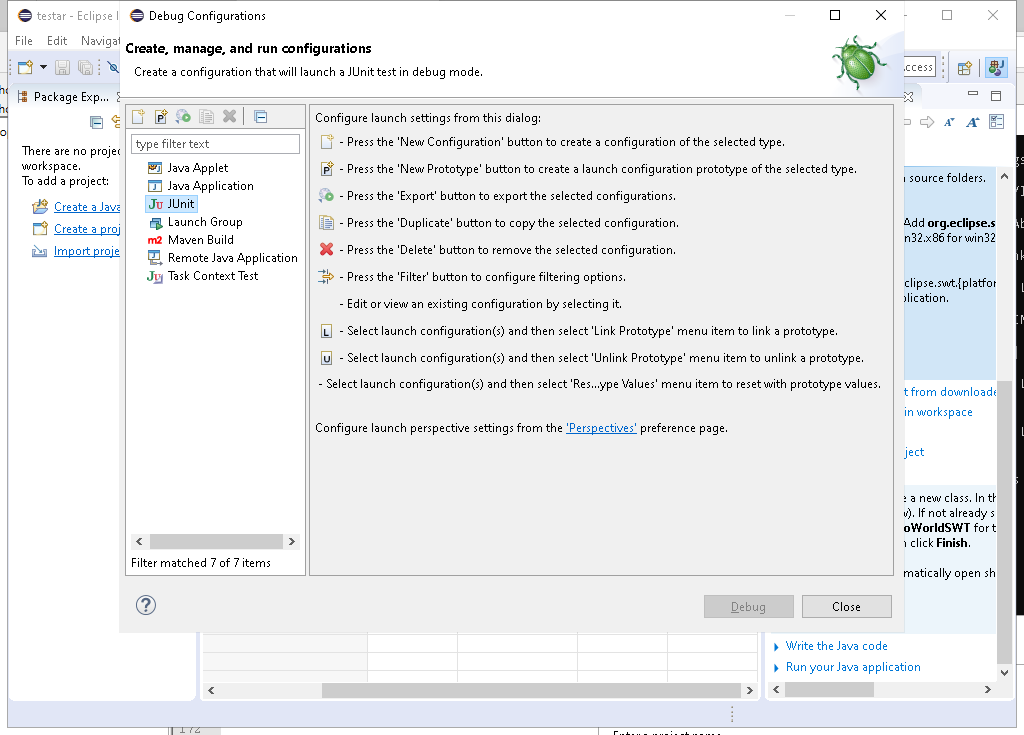 testar - Eclipse I
Debug Configurations
File Edit Navigat
Create, manage, and run configurations
Create a configuration that will launch a JUnit test in debug mode.
ccess
Package Exp...
type filter text
Java Applet
Java Application
JUnit
Launch Group
Maven Build
Remote Java Application
Task Context Test
Filter matched 7 of 7 items
Configure launch settings from this dialog:
- Press the 'New Configuration' button to create a configuration of the selected type.
- Press the 'New Prototype' button to create a launch configuration prototype of the selected type.
- Press the 'Export' button to export the selected configurations.
- Press the 'Duplicate' button to copy the selected configuration.
- Press the 'Delete' button to remove the selected configuration.
- Press the 'Filter' button to configure filtering options.
- Edit or view an existing configuration by selecting it.
- Select launch configuration(s) and then select 'Link Prototype' menu item to link a prototype.
- Select launch configuration(s) and then select 'Unlink Prototype' menu item to unlink a prototype.
- Select launch configuration(s) and then select 'Res...ype Values' menu item to reset with prototype values.
Configure launch perspective settings from the 'Perspectives' preference page.
Debug
Close
There are no projec
workspace.
To add a project:
Create a Java
Create a proj
Import proje
source folders.
Add org.eclipse.s
n32.x86 for win32
clipse.swt.{platfor
olication.
t from downloade
in workspace
ject
e a new class. In th
w). If not already s
oWorldSWT for t
click Finish.
matically open sh
Write the Java code
Run your Java application
172
Enter a project name